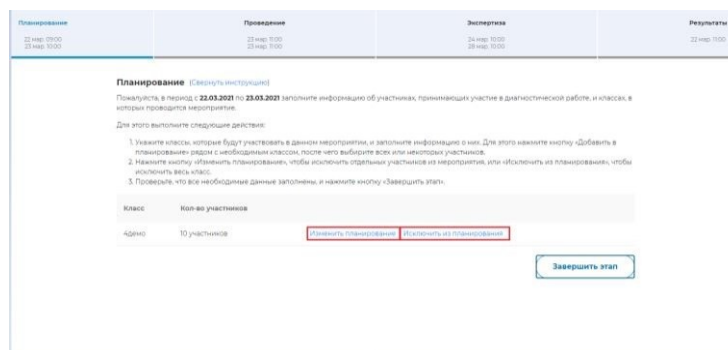 Планирование
22 мар. 09:00
23 мар. 10:00
Проведение
23 мар. 11:00
23 мар. 11:00
Экспертиза
24 мар. 10:00
28 мар. 10:00
Результаты
22 мар. 11:00
Планирование (Свернуть инструкцию)
Пожалуйста, в период с 22.03.2021 по 23.03.2021 заполните информацию об участниках, принимающих участие в диагностической работе, и классах, в
которых проводится мероприятие.
Для этого выполните следующие действия:
1. Укажите классы, которые будут участвовать в данном мероприятии, и заполните информацию о них. Для этого нажмите кнопку «Добавить в
планирование» рядом с необходимым классом, после чего выбирите всех или некоторых участников.
2. Нажмите кнопку «Изменить планирование», чтобы исключить отдельных участников из мероприятия, или «Исключить из планирования», чтобы
исключить весь класс.
3. Проверьте, что все необходимые данные заполнены, и нажмите кнопку «Завершить этап».
Класс Кол-во участников
4демо 10 участников Изменить планирование Исключить из планирования
Завершить этап